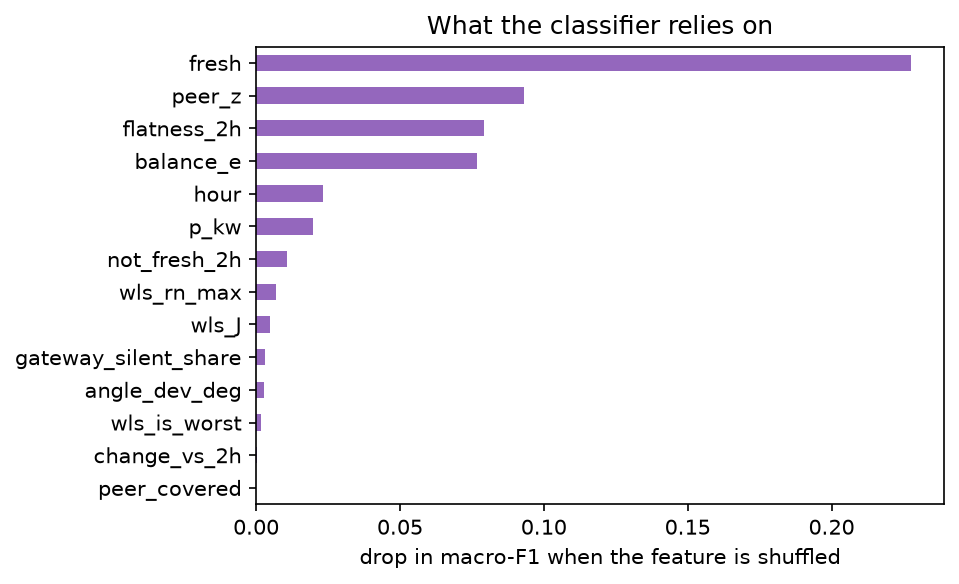 What the classifier relies on
fresh
peer_z
flatness_2h
balance_e
hour
p_kw
not_fresh_2h
wls_rn_max
wls_J
gateway_silent_share
angle_dev_deg
wls_is_worst
change_vs_2h
peer_covered
0.00 0.05 0.10 0.15 0.20
drop in macro-F1 when the feature is shuffled